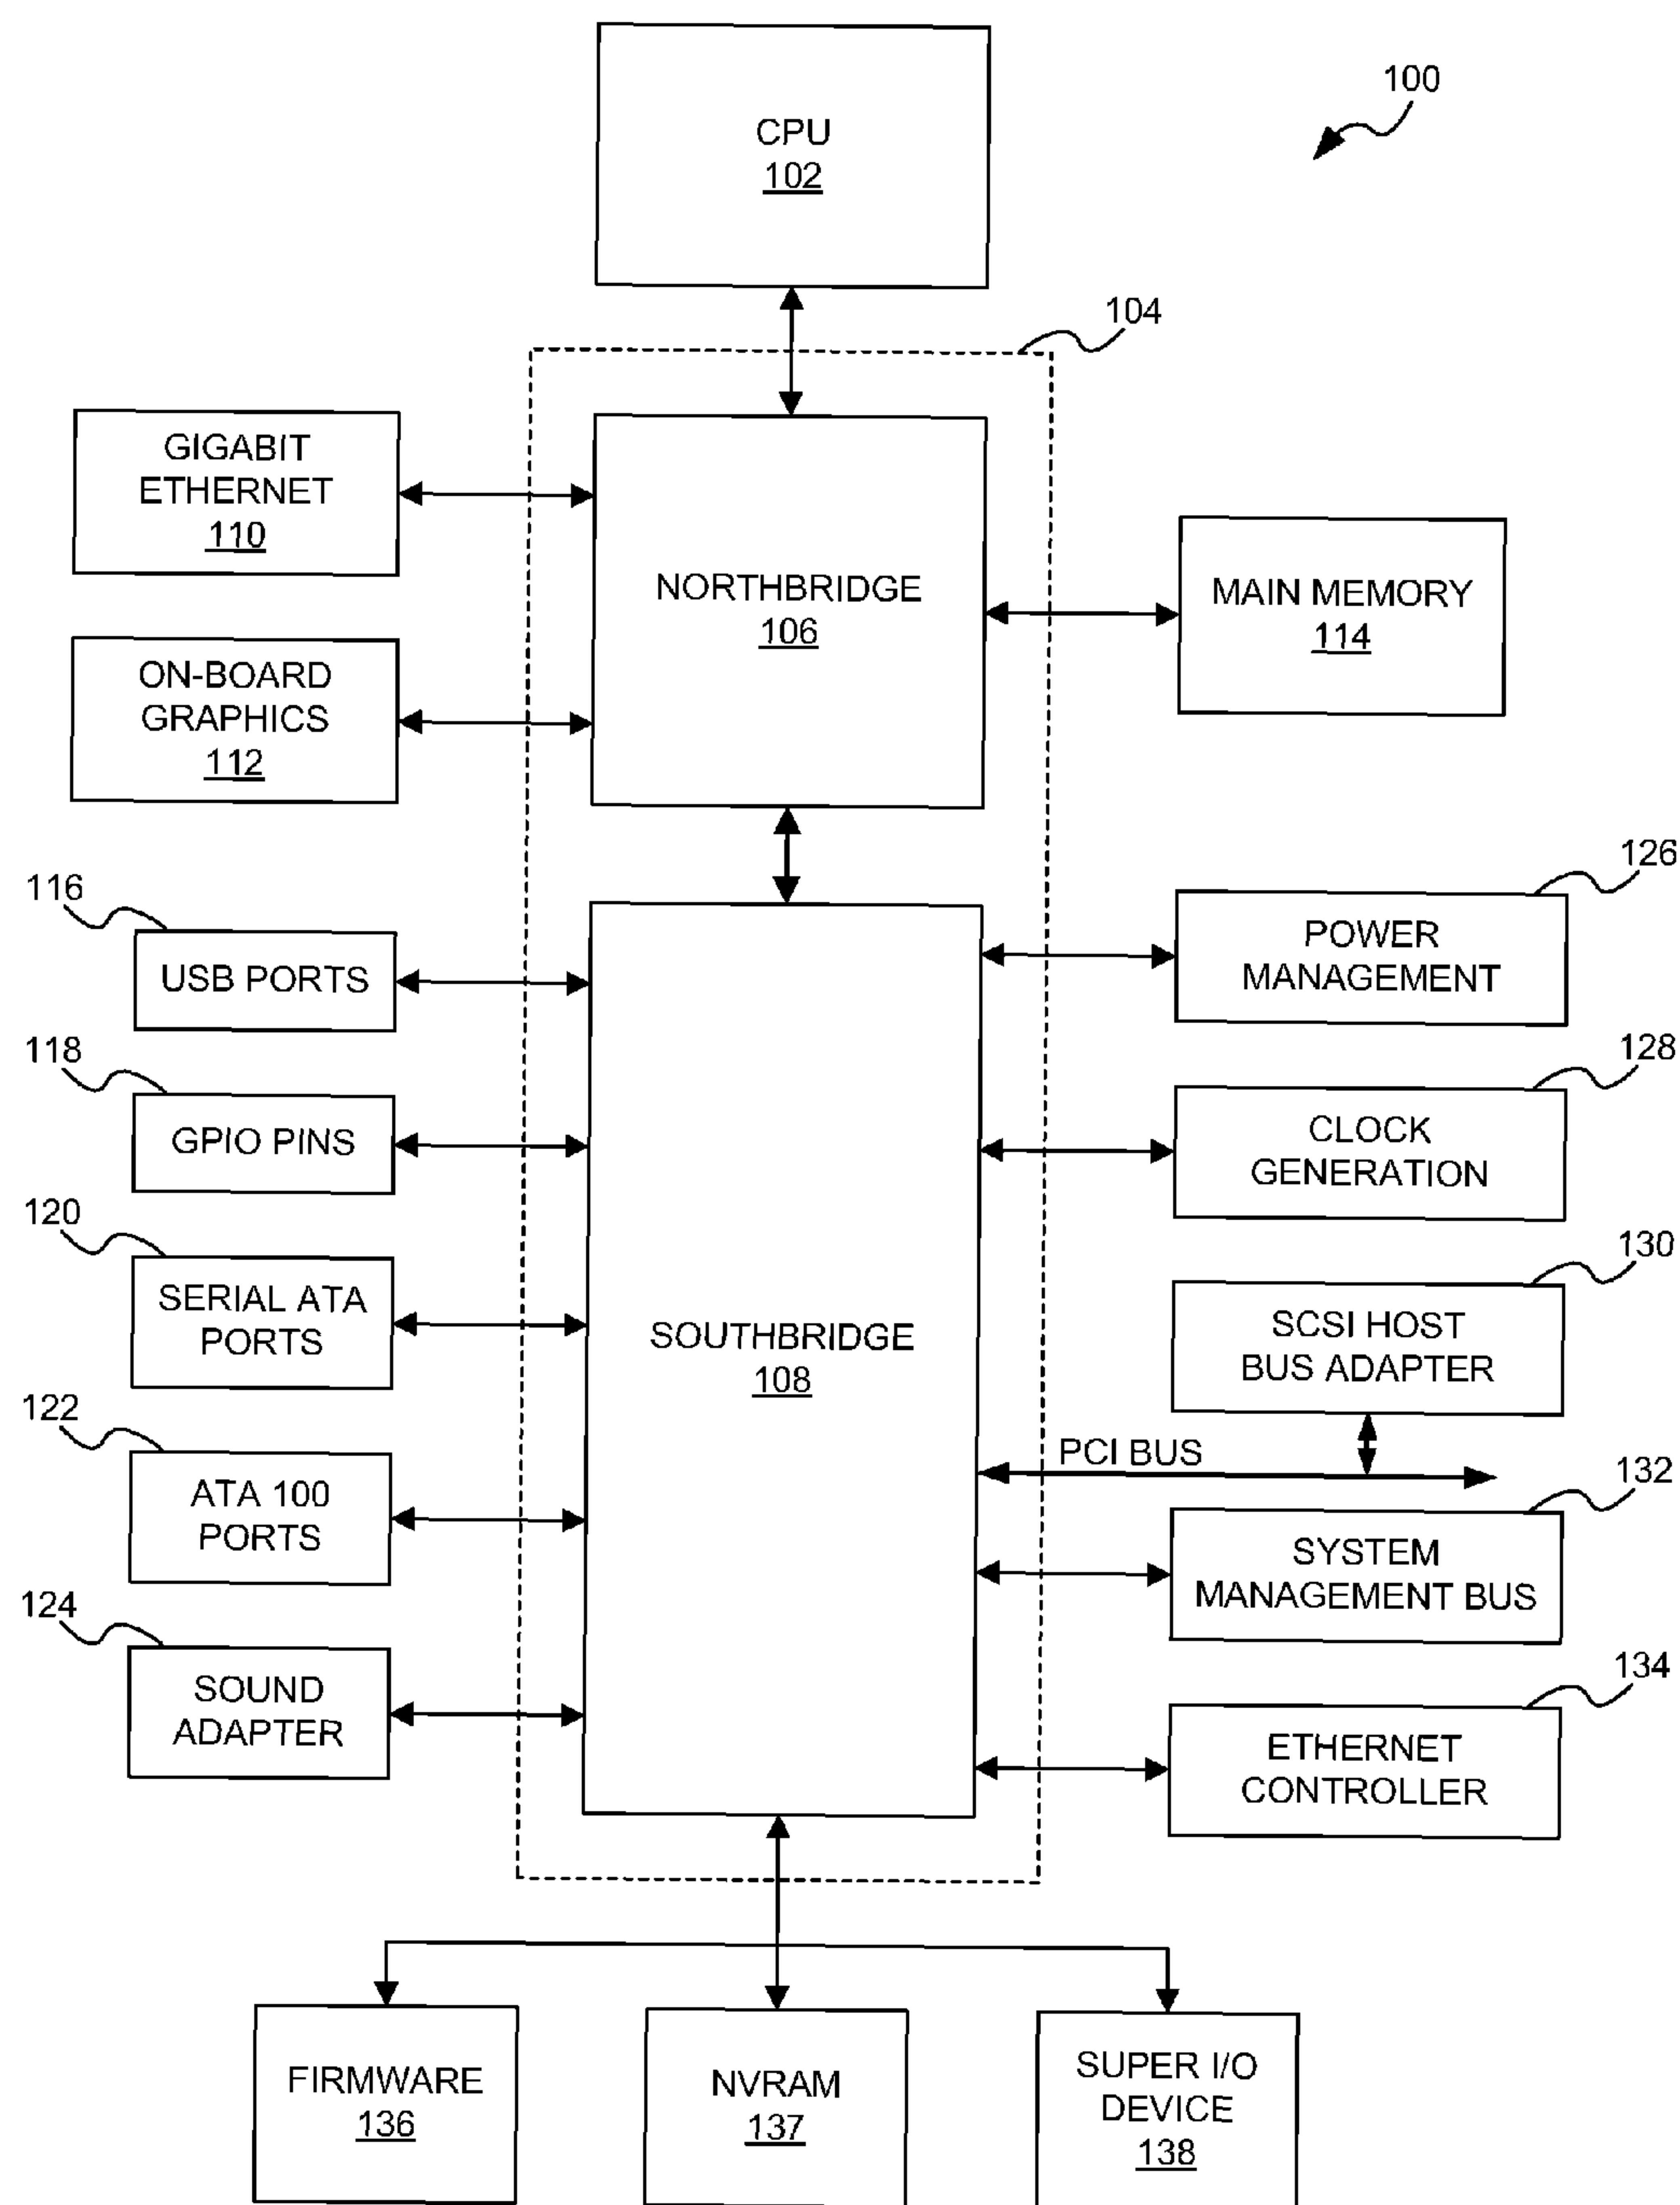 CPU
102
100
104
GIGABIT
ETHERNET
110
NORTHBRIDGE
106
MAIN MEMORY
114
ON-BOARD
GRAPHICS
112
116
USB PORTS
126
POWER
MANAGEMENT
118
GPIO PINS
128
CLOCK
GENERATION
120
SERIAL ATA
PORTS
SOUTHBRIDGE
108
130
SCSI HOST
BUS ADAPTER
PCI BUS
122
ATA 100
PORTS
132
SYSTEM
MANAGEMENT BUS
124
SOUND
ADAPTER
134
ETHERNET
CONTROLLER
FIRMWARE
136
NVRAM
137
SUPER I/O
DEVICE
138